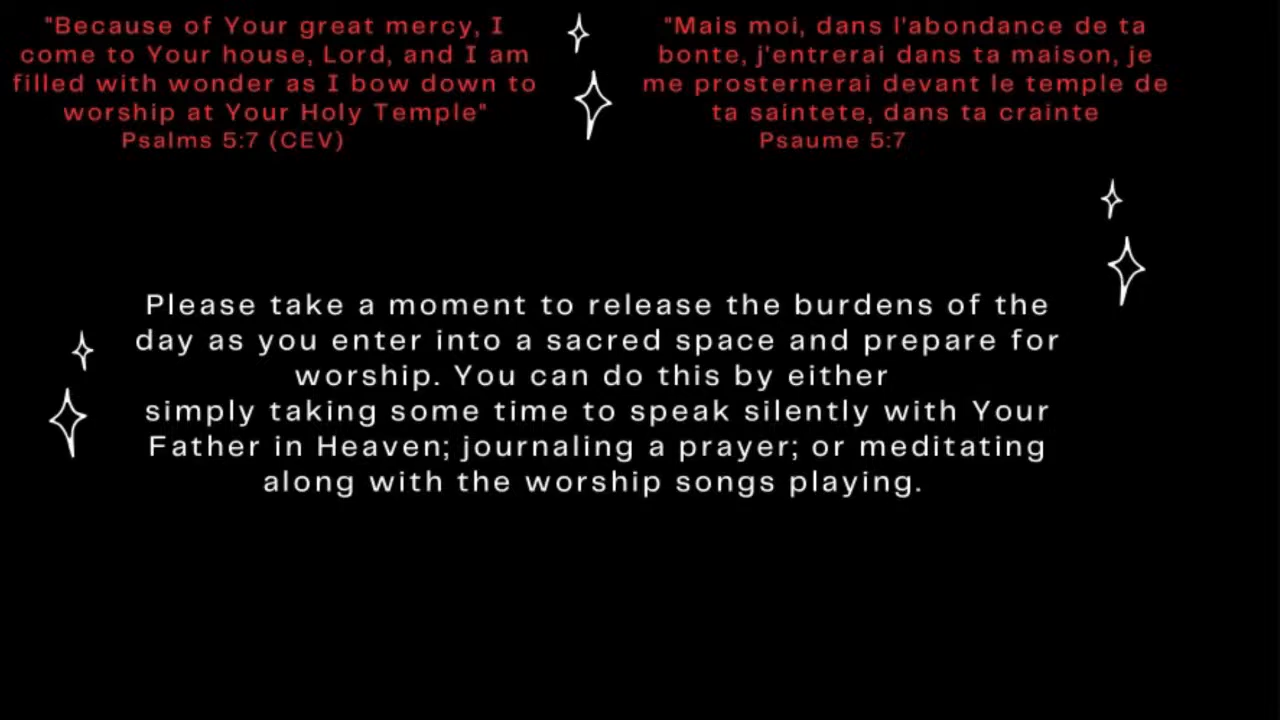 "Because of Your great mercy, I
come to Your house, Lord, and I am
filled with wonder as I bow down to
worship at Your Holy Temple"
Psalms 5:7 (CEV)
"Mais moi, dans l'abondance de ta
bonte, j'entrerai dans ta maison, je
me prosternerai devant le temple de
ta saintete, dans ta crainte
Psaume 5:7
Please take a moment to release the burdens of the
day as you enter into a sacred space and prepare for
worship. You can do this by either
simply taking some time to speak silently with Your
Father in Heaven; journaling a prayer; or meditating
along with the worship songs playing.